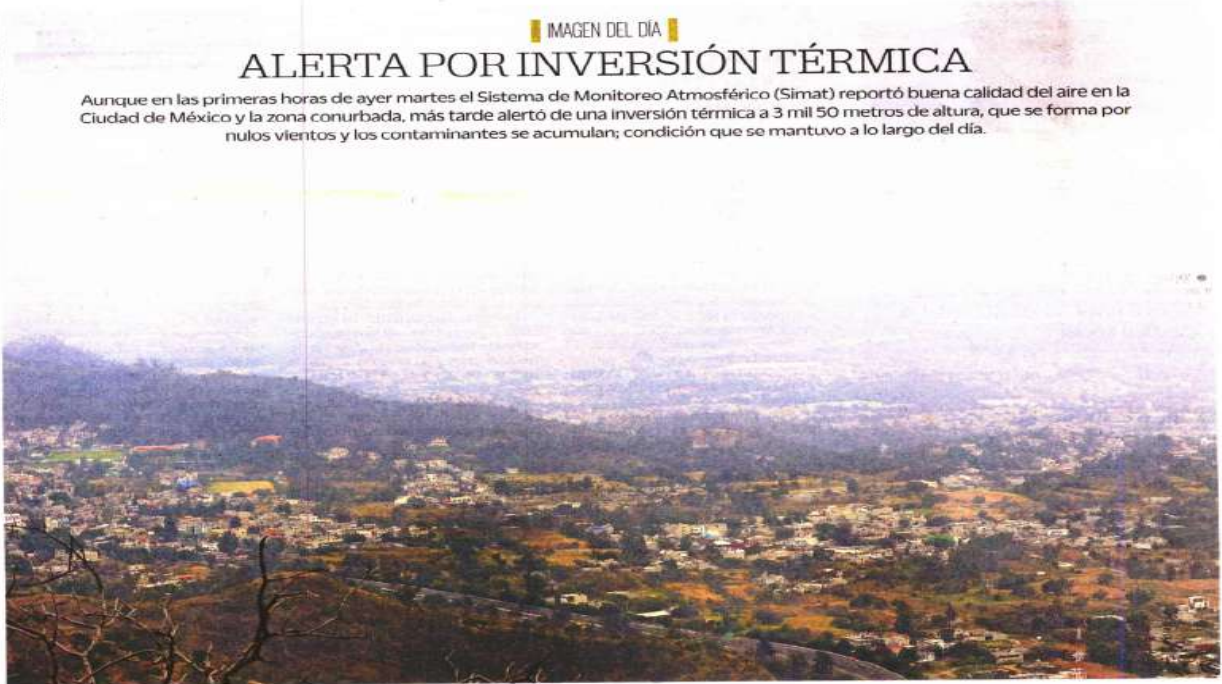 IMAGEN DEL DÍA
ALERTA POR INVERSIÓN TÉRMICA
Aunque en las primeras horas de ayer martes el Sistema de Monitoreo Atmosférico (Simat) reportó buena calidad del aire en la
Ciudad de México y la zona conurbada, más tarde alertó de una inversión térmica a 3 mil 50 metros de altura, que se forma por
nulos vientos y los contaminantes se acumulan; condición que se mantuvo a lo largo del día.